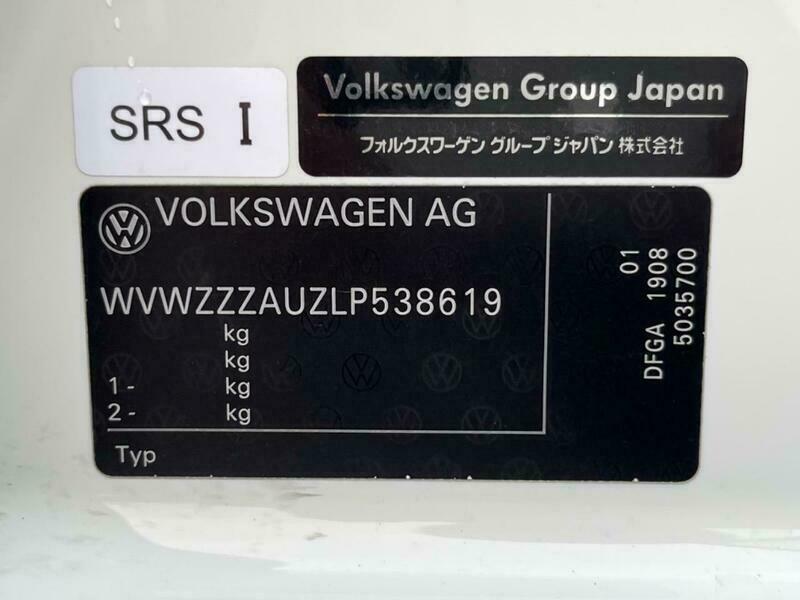 SRS I
Volkswagen Group Japan
フォルクスワーゲン グループ ジャパン 株式会社
VOLKSWAGEN AG
WVWZZZAUZLP538619
kg
kg
1- kg
2- kg
Typ
01
DFGA 1908
5035700